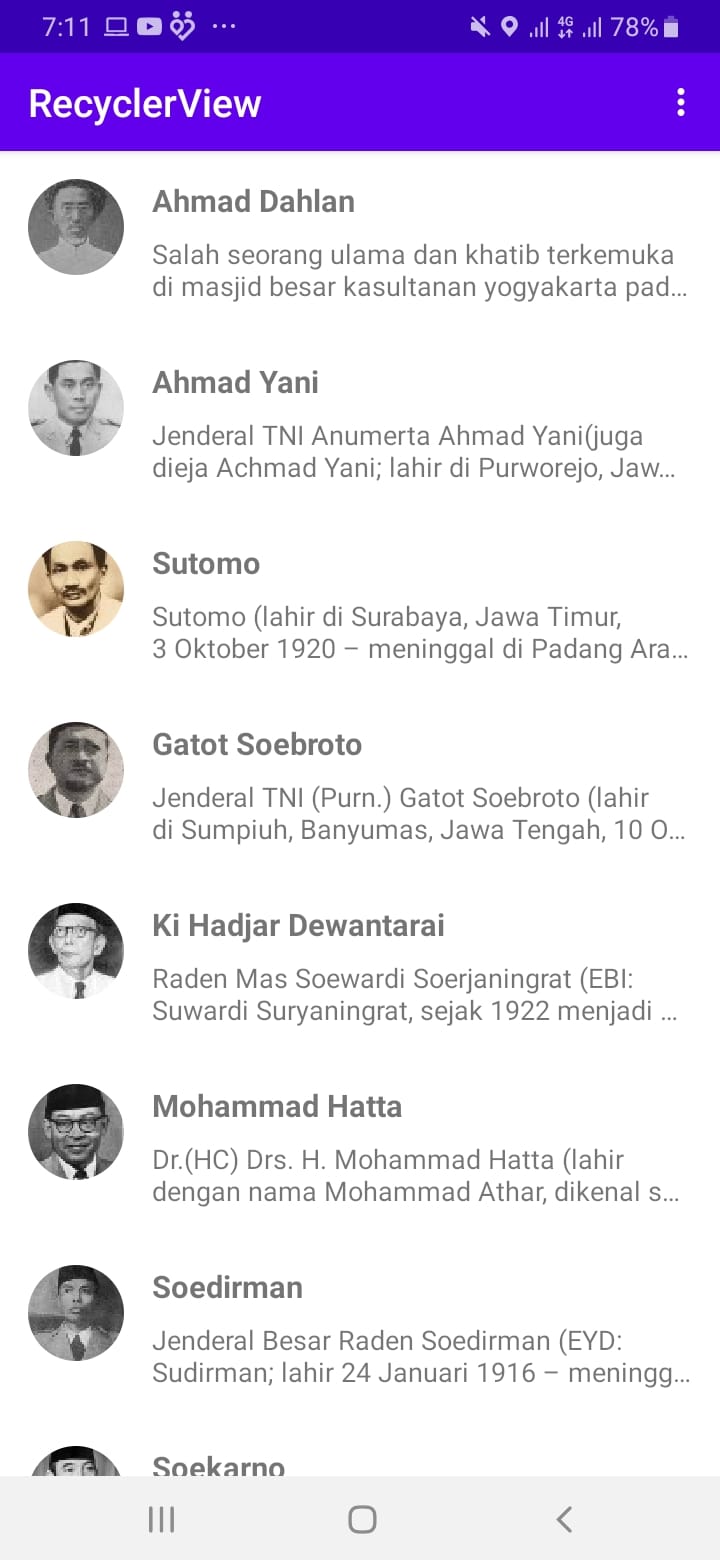 7:11 ... 4G 78%
RecyclerView
Ahmad Dahlan
Salah seorang ulama dan khatib terkemuka
di masjid besar kasultanan yogyakarta pad...
Ahmad Yani
Jenderal TNI Anumerta Ahmad Yani(juga
dieja Achmad Yani; lahir di Purworejo, Jaw...
Sutomo
Sutomo (lahir di Surabaya, Jawa Timur,
3 Oktober 1920 – meninggal di Padang Ara...
Gatot Soebroto
Jenderal TNI (Purn.) Gatot Soebroto (lahir
di Sumpiuh, Banyumas, Jawa Tengah, 10 O...
Ki Hadjar Dewantarai
Raden Mas Soewardi Soerjaningrat (EBI:
Suwardi Suryaningrat, sejak 1922 menjadi ...
Mohammad Hatta
Dr.(HC) Drs. H. Mohammad Hatta (lahir
dengan nama Mohammad Athar, dikenal s...
Soedirman
Jenderal Besar Raden Soedirman (EYD:
Sudirman; lahir 24 Januari 1916 – meningg...
Soekarno